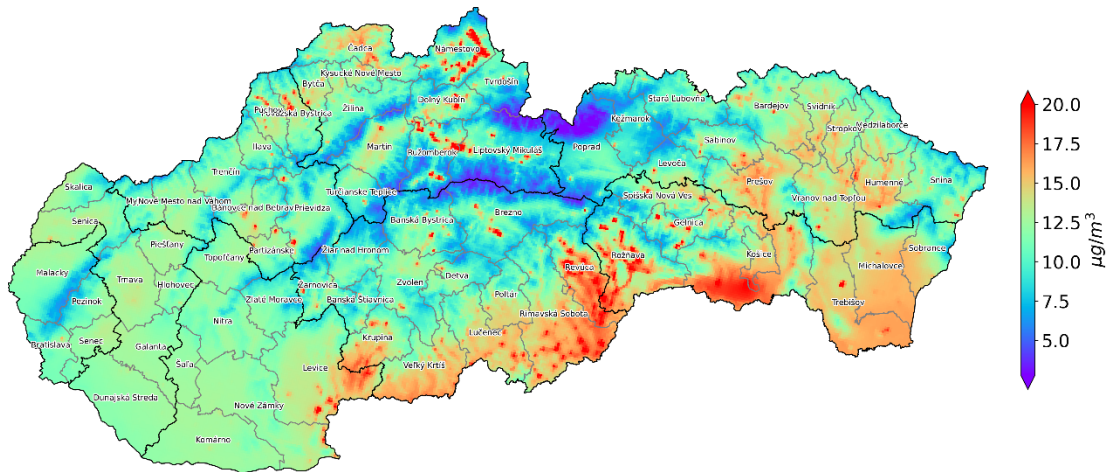 Čadca
Námestovo
Kysucké Nové Mesto
Bytča
Tvrdošín
Dolný Kubín
Stará Ľubovňa
Bardejov
Svidník
Stropkov
Medzilaborce
Púchov
Považská Bystrica
Žilina
Kežmarok
Sabinov
Ilava
Martin
Ružomberok
Liptovský Mikuláš
Poprad
Levoča
Prešov
Humenné
Snina
Trenčín
Turčianske Teplice
Vranov nad Topľou
Skalica
Nové Mesto nad Váhom
Bánovce nad Bebravou
Prievidza
Banská Bystrica
Brezno
Spišská Nová Ves
Gelnica
Senica
Piešťany
Partizánske
Žiar nad Hronom
Sobrance
Topoľčany
Rožňava
Košice
Michalovce
Malacky
Trnava
Hlohovec
Zlaté Moravce
Žarnovica
Zvolen
Detva
Revúca
Banská Štiavnica
Poltár
Trebišov
Pezinok
Nitra
Krupina
Lučenec
Rimavská Sobota
Bratislava
Senec
Galanta
Šaľa
Levice
Veľký Krtíš
Dunajská Streda
Nové Zámky
Komárno
20.0
17.5
15.0
12.5
10.0
7.5
5.0
μg/m³